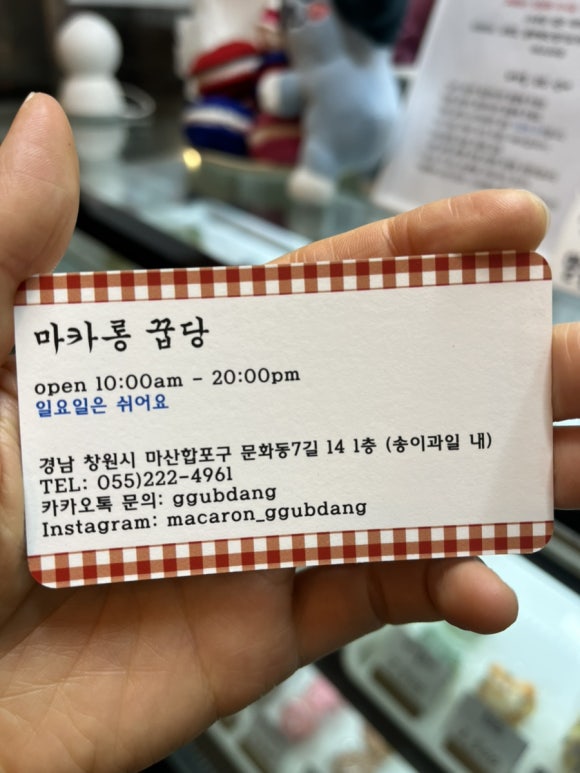 마카롱 꿉당
open 10:00am - 20:00pm
일요일은 쉬어요
경남 창원시 마산합포구 문화동7길 14 1층 (송이과일 내)
TEL: 055)222-4961
카카오톡 문의: ggubdang
Instagram: macaron_ggubdang